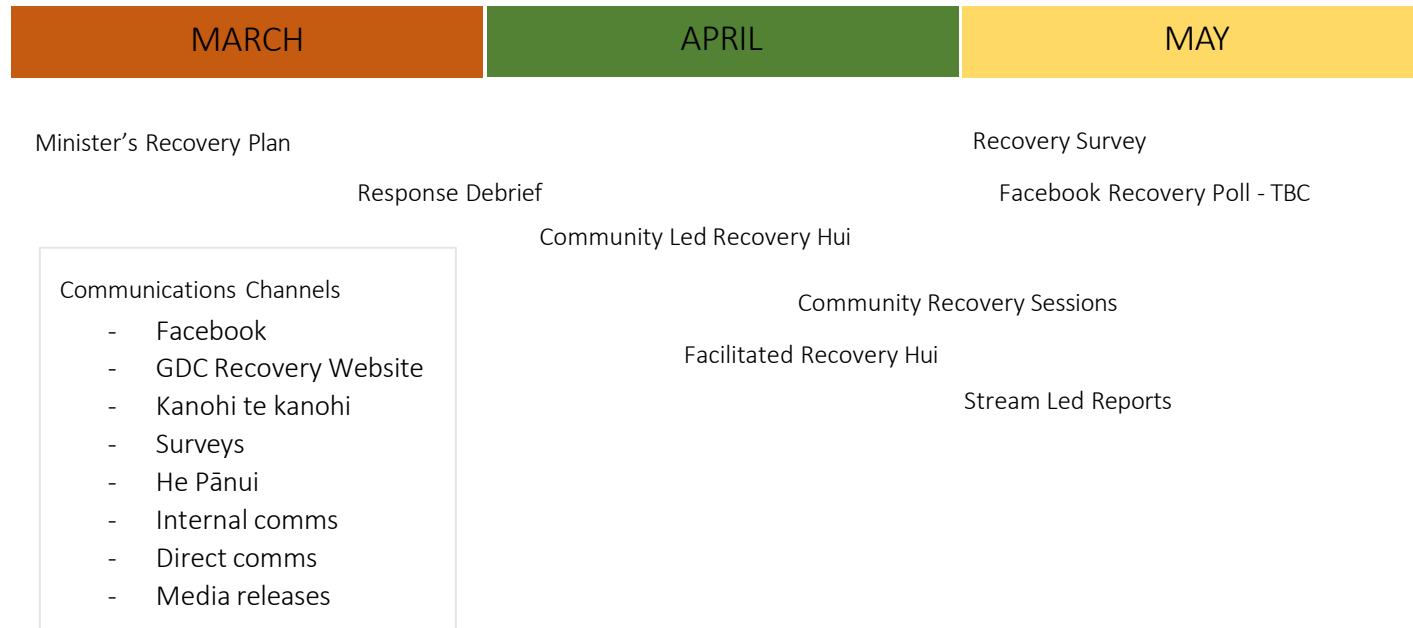 MARCH
APRIL
MAY
Minister’s Recovery Plan
Recovery Survey
Response Debrief
Facebook Recovery Poll - TBC
Community Led Recovery Hui
Communications Channels
- Facebook
- GDC Recovery Website
- Kanohi te kanohi
- Surveys
- He Pānui
- Internal comms
- Direct comms
- Media releases
Community Recovery Sessions
Facilitated Recovery Hui
Stream Led Reports